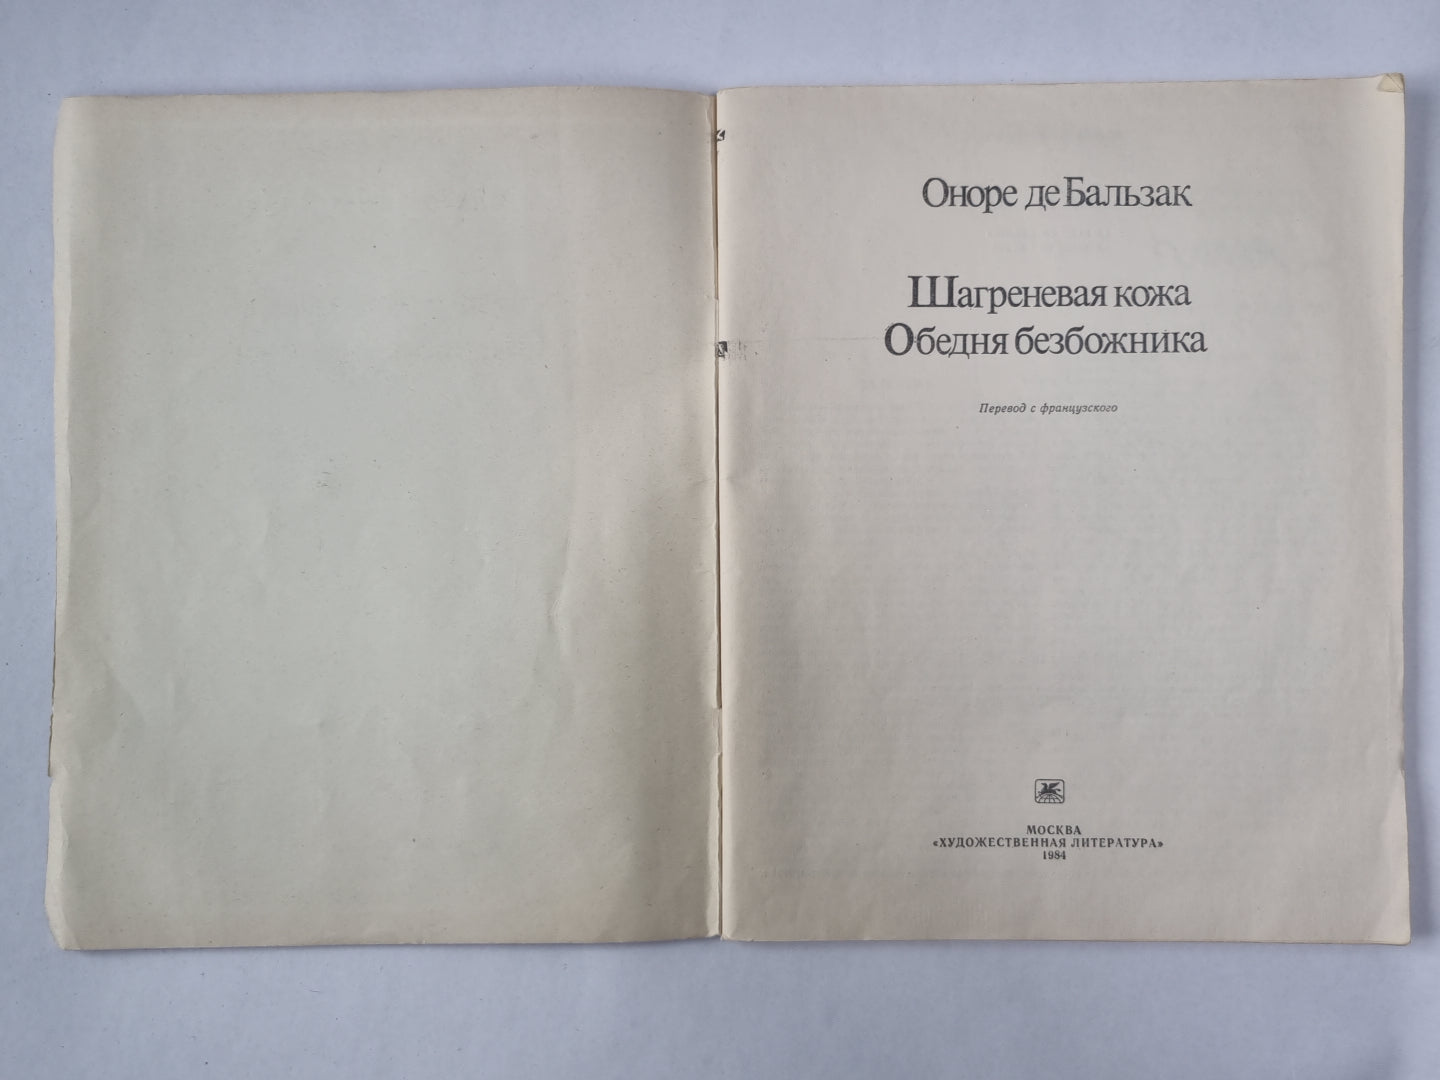 Оноре де Бальзак
Шагреневая кожа
Обедня безбожника
Перевод с французского
МОСКВА
«ХУДОЖЕСТВЕННАЯ ЛИТЕРАТУРА»
1984